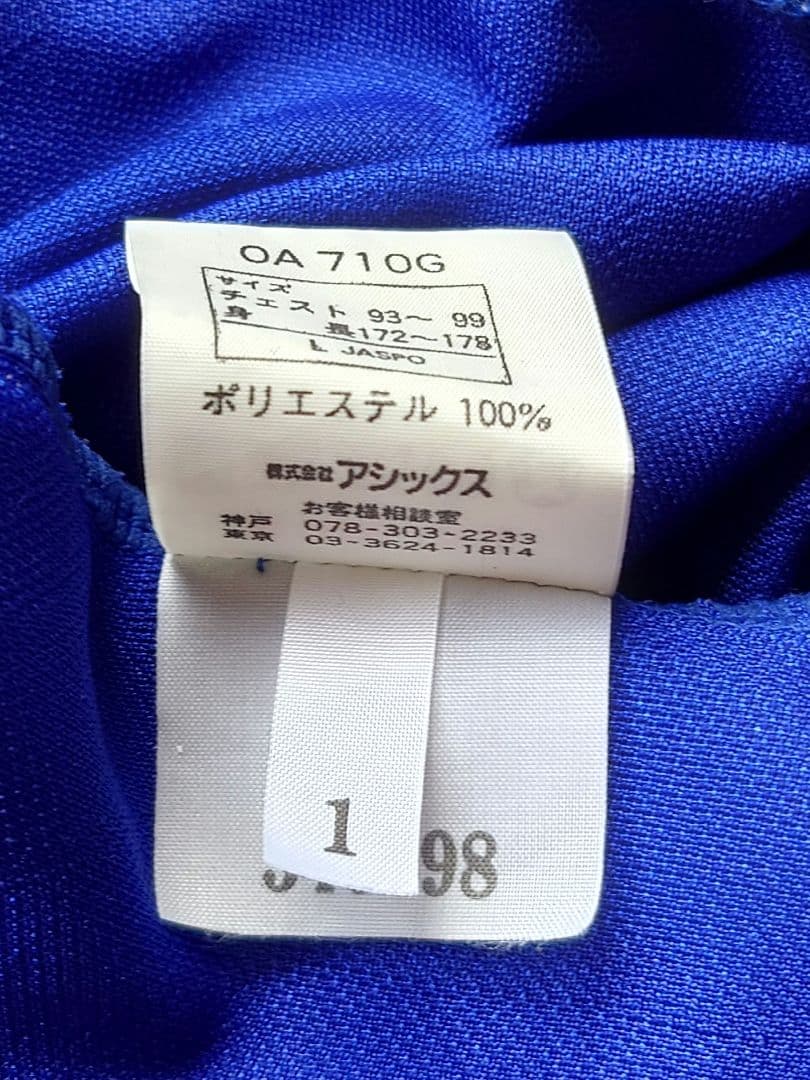 OA 710G
サイズ
チェスト 93～ 99
身 長172～178
L JASPO
ポリエステル 100%
株式会社アシックス
お客様相談室
神戸 078-303-2233
東京 03-3624-1814
1
98